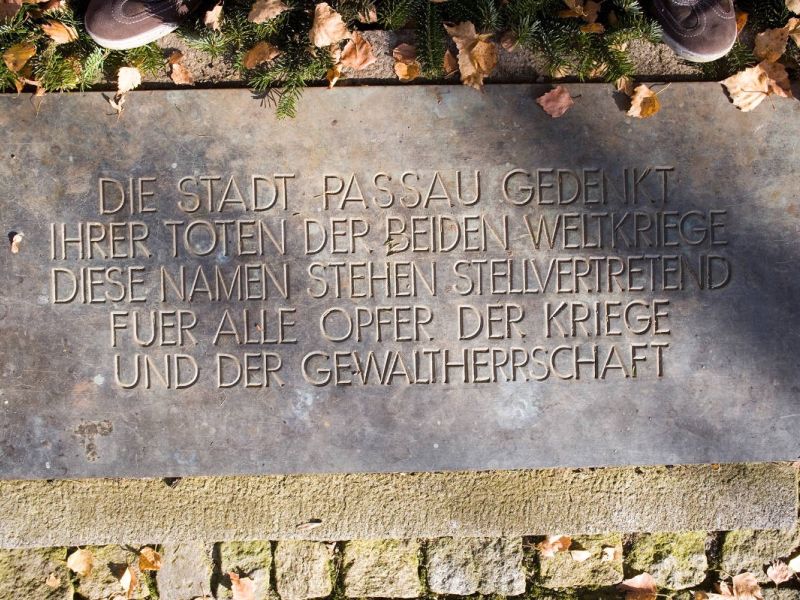 DIE STADT PASSAU GEDENKT
IHRER TOTEN DER BEIDEN WELTKRIEGE
DIESE NAMEN STEHEN STELLVERTRETEND
FUER ALLE OPFER DER KRIEGE
UND DER GEWALTHERRSCHAFT